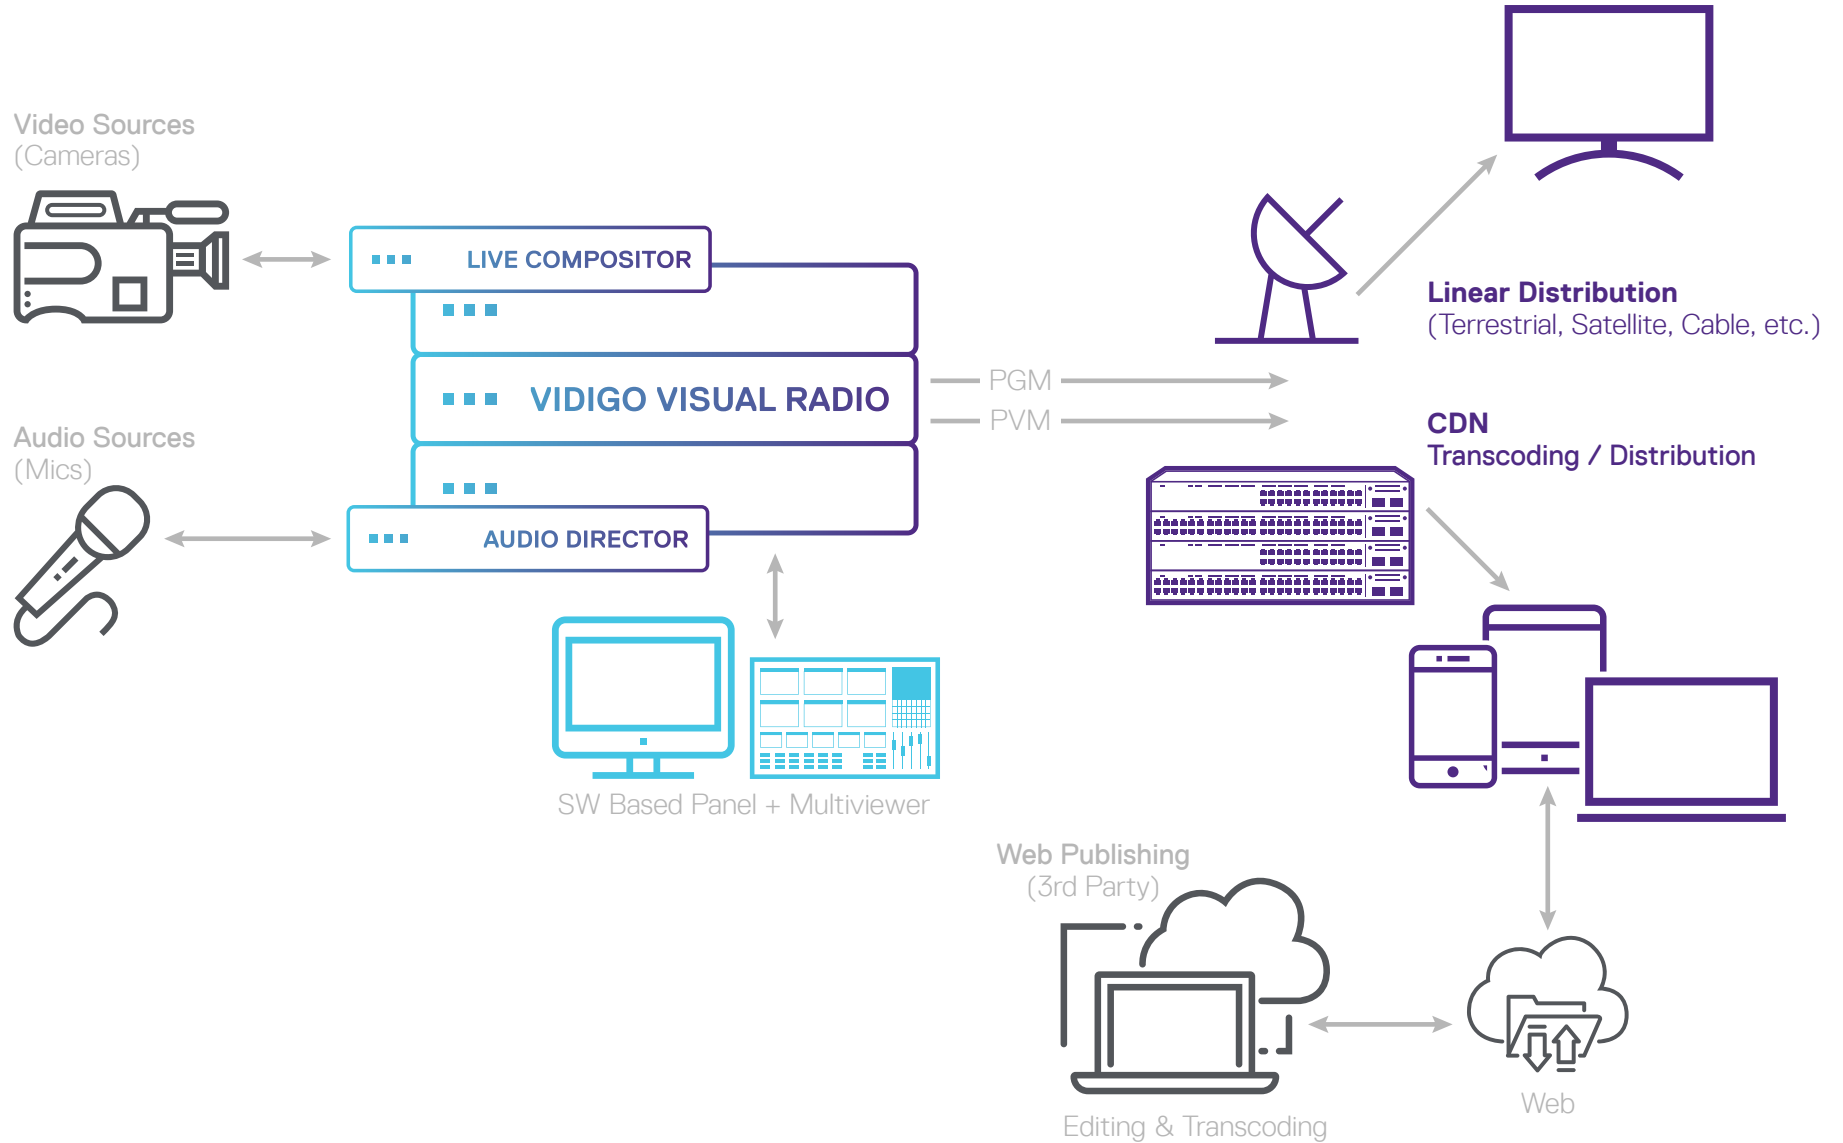 Video Sources
(Cameras)
LIVE COMPOSITOR
VIDIGO VISUAL RADIO
Audio Sources
(Mics)
AUDIO DIRECTOR
PGM
PVM
Linear Distribution
(Terrestrial, Satellite, Cable, etc.)
CDN
Transcoding / Distribution
SW Based Panel + Multiviewer
Web Publishing
(3rd Party)
Editing & Transcoding
Web